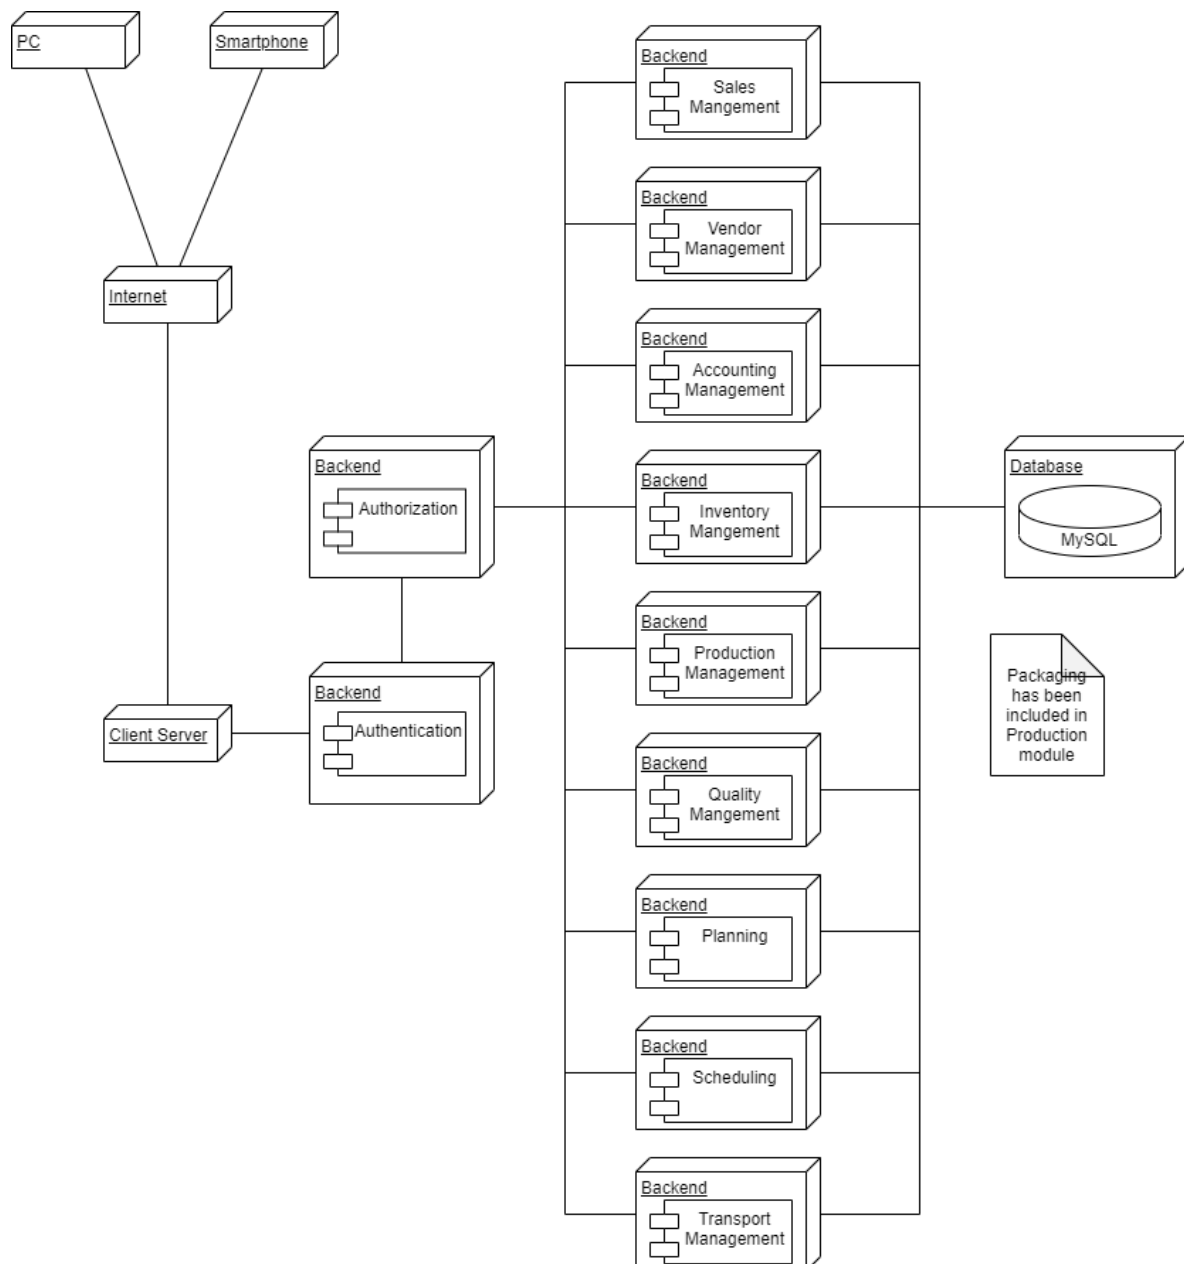 PC
Smartphone
Internet
Client Server
Backend
Authorization
Backend
Authentication
Backend
Sales
Mangement
Backend
Vendor
Management
Backend
Accounting
Management
Backend
Inventory
Mangement
Backend
Production
Management
Backend
Quality
Mangement
Backend
Planning
Backend
Scheduling
Backend
Transport
Management
Database
MySQL
Packaging
has been
included in
Production
module